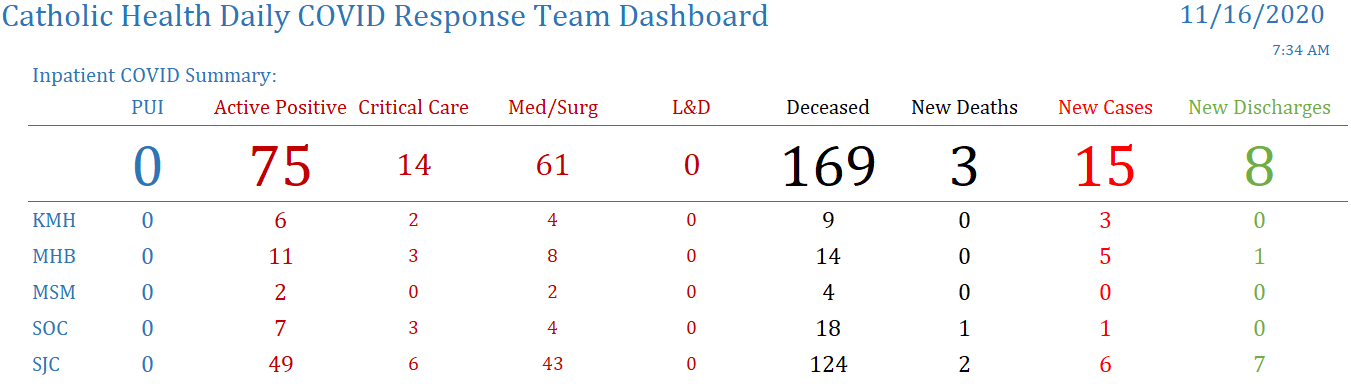 Catholic Health Daily COVID Response Team Dashboard 11/16/2020
7:34 AM
Inpatient COVID Summary:
PUI Active Positive Critical Care Med/Surg L&D Deceased New Deaths New Cases New Discharges
0 75 14 61 0 169 3 15 8
KMH 0 6 2 4 0 9 0 3 0
MHB 0 11 3 8 0 14 0 5 1
MSM 0 2 0 2 0 4 0 0 0
SOC 0 7 3 4 0 18 1 1 0
SJC 0 49 6 43 0 124 2 6 7